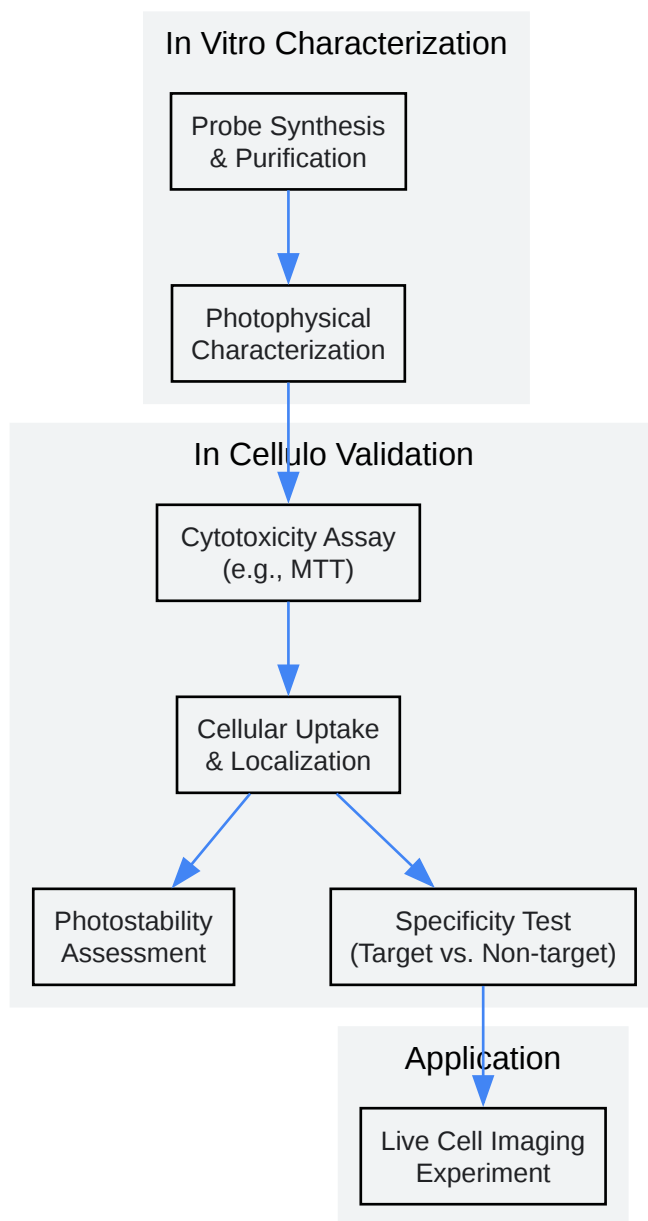 In Vitro Characterization
Probe Synthesis
& Purification
Photophysical
Characterization
In Cellulo Validation
Cytotoxicity Assay
(e.g., MTT)
Cellular Uptake
& Localization
Photostability
Assessment
Specificity Test
(Target vs. Non-target)
Application
Live Cell Imaging
Experiment